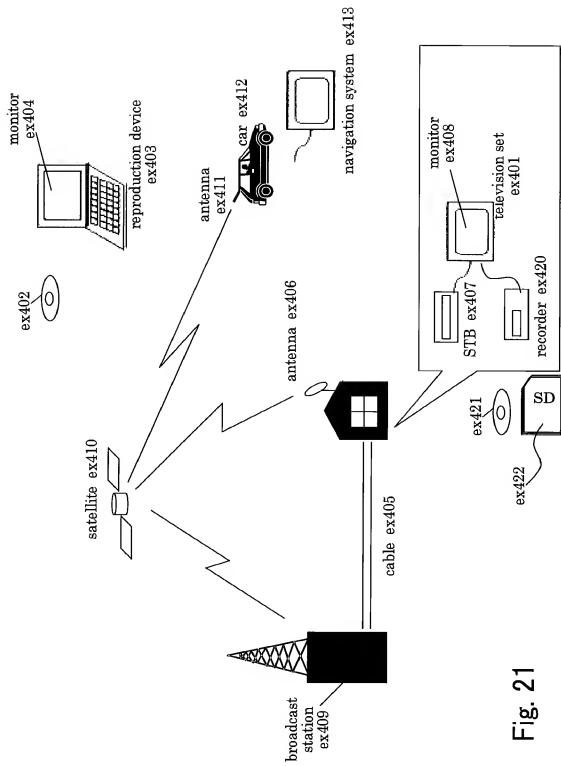 monitor
ex404
reproduction device
ex403
ex402
antenna
ex411
car ex412
navigation system ex413
satellite ex410
antenna ex406
monitor
ex408
television set
ex401
STB ex407
recorder ex420
cable ex405
ex421
SD
ex422
broadcast
station
ex409
Fig. 21